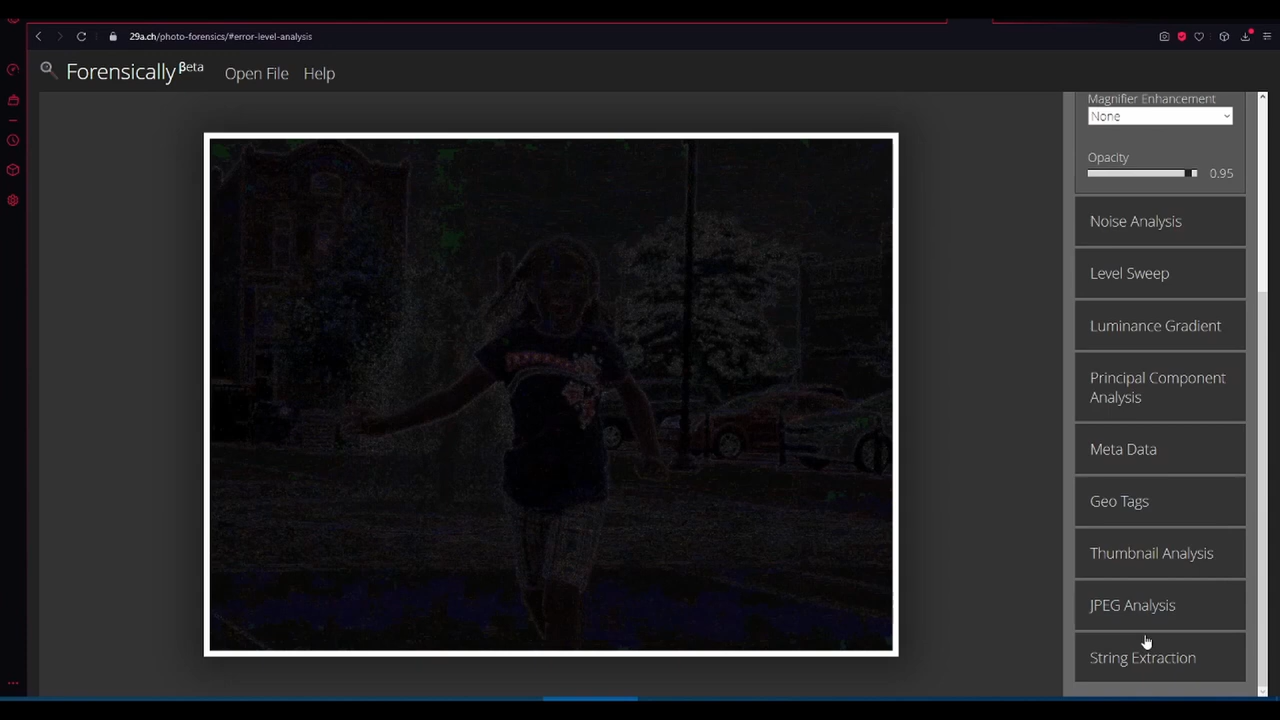 29a.ch/photo-forensics/#error-level-analysis
Forensically βeta
Open File
Help
Magnifier Enhancement
None
Opacity
0.95
Noise Analysis
Level Sweep
Luminance Gradient
Principal Component
Analysis
Meta Data
Geo Tags
Thumbnail Analysis
JPEG Analysis
String Extraction